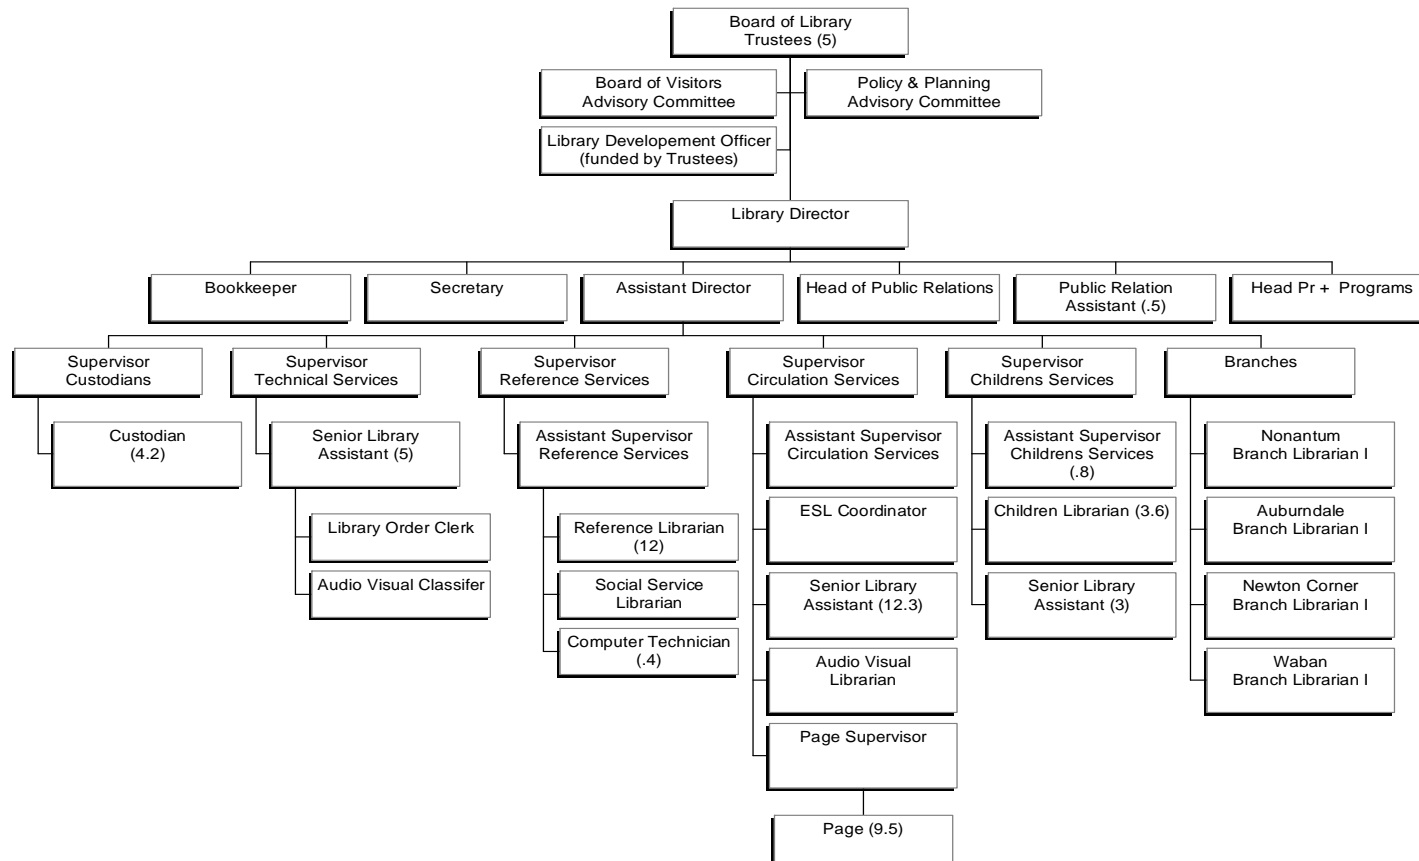 Board of Library
Trustees (5)
Board of Visitors
Advisory Committee
Policy & Planning
Advisory Committee
Library Developement Officer
(funded by Trustees)
Library Director
Bookkeeper
Secretary
Assistant Director
Head of Public Relations
Public Relation
Assistant (.5)
Head Pr + Programs
Supervisor
Custodians
Supervisor
Technical Services
Supervisor
Reference Services
Supervisor
Circulation Services
Supervisor
Childrens Services
Branches
Custodian
(4.2)
Senior Library
Assistant (5)
Library Order Clerk
Audio Visual Classifer
Assistant Supervisor
Reference Services
Reference Librarian
(12)
Social Service
Librarian
Computer Technician
(.4)
Assistant Supervisor
Circulation Services
ESL Coordinator
Senior Library
Assistant (12.3)
Audio Visual
Librarian
Page Supervisor
Page (9.5)
Assistant Supervisor
Childrens Services
(.8)
Children Librarian (3.6)
Senior Library
Assistant (3)
Nonantum
Branch Librarian I
Auburndale
Branch Librarian I
Newton Corner
Branch Librarian I
Waban
Branch Librarian I